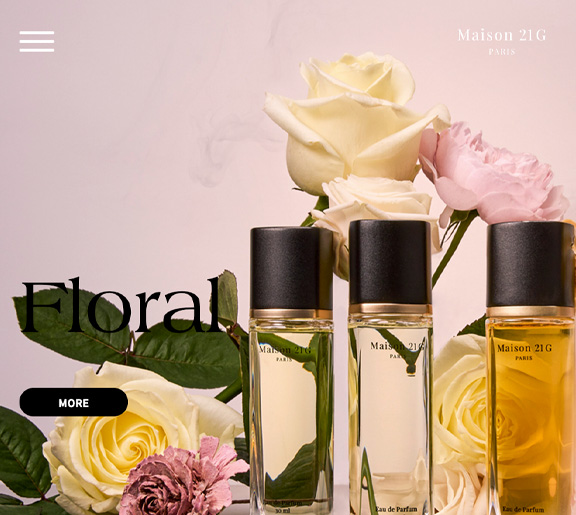 Maison 21G
PARIS
Floral
MORE
Maison 21G
PARIS
Eau de Parfum
30 ml
Maison 21G
PARIS
Eau de Parfum
Maison 21G
PARIS
Eau de Parfum